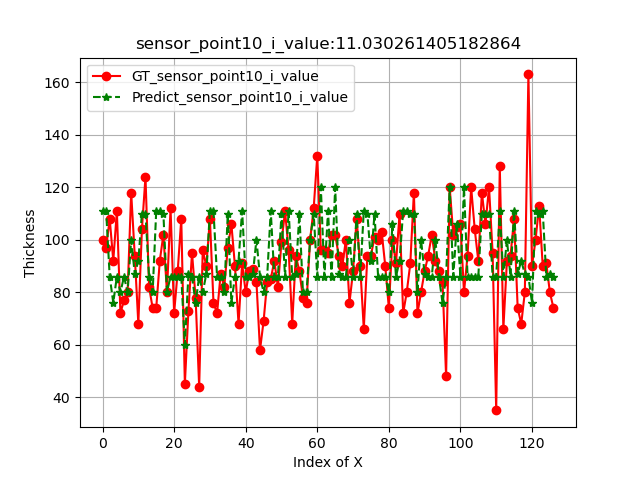 sensor_point10_i_value:11.030261405182864
GT_sensor_point10_i_value
Predict_sensor_point10_i_value
Thickness
160
140
120
100
80
60
40
0 20 40 60 80 100 120
Index of X